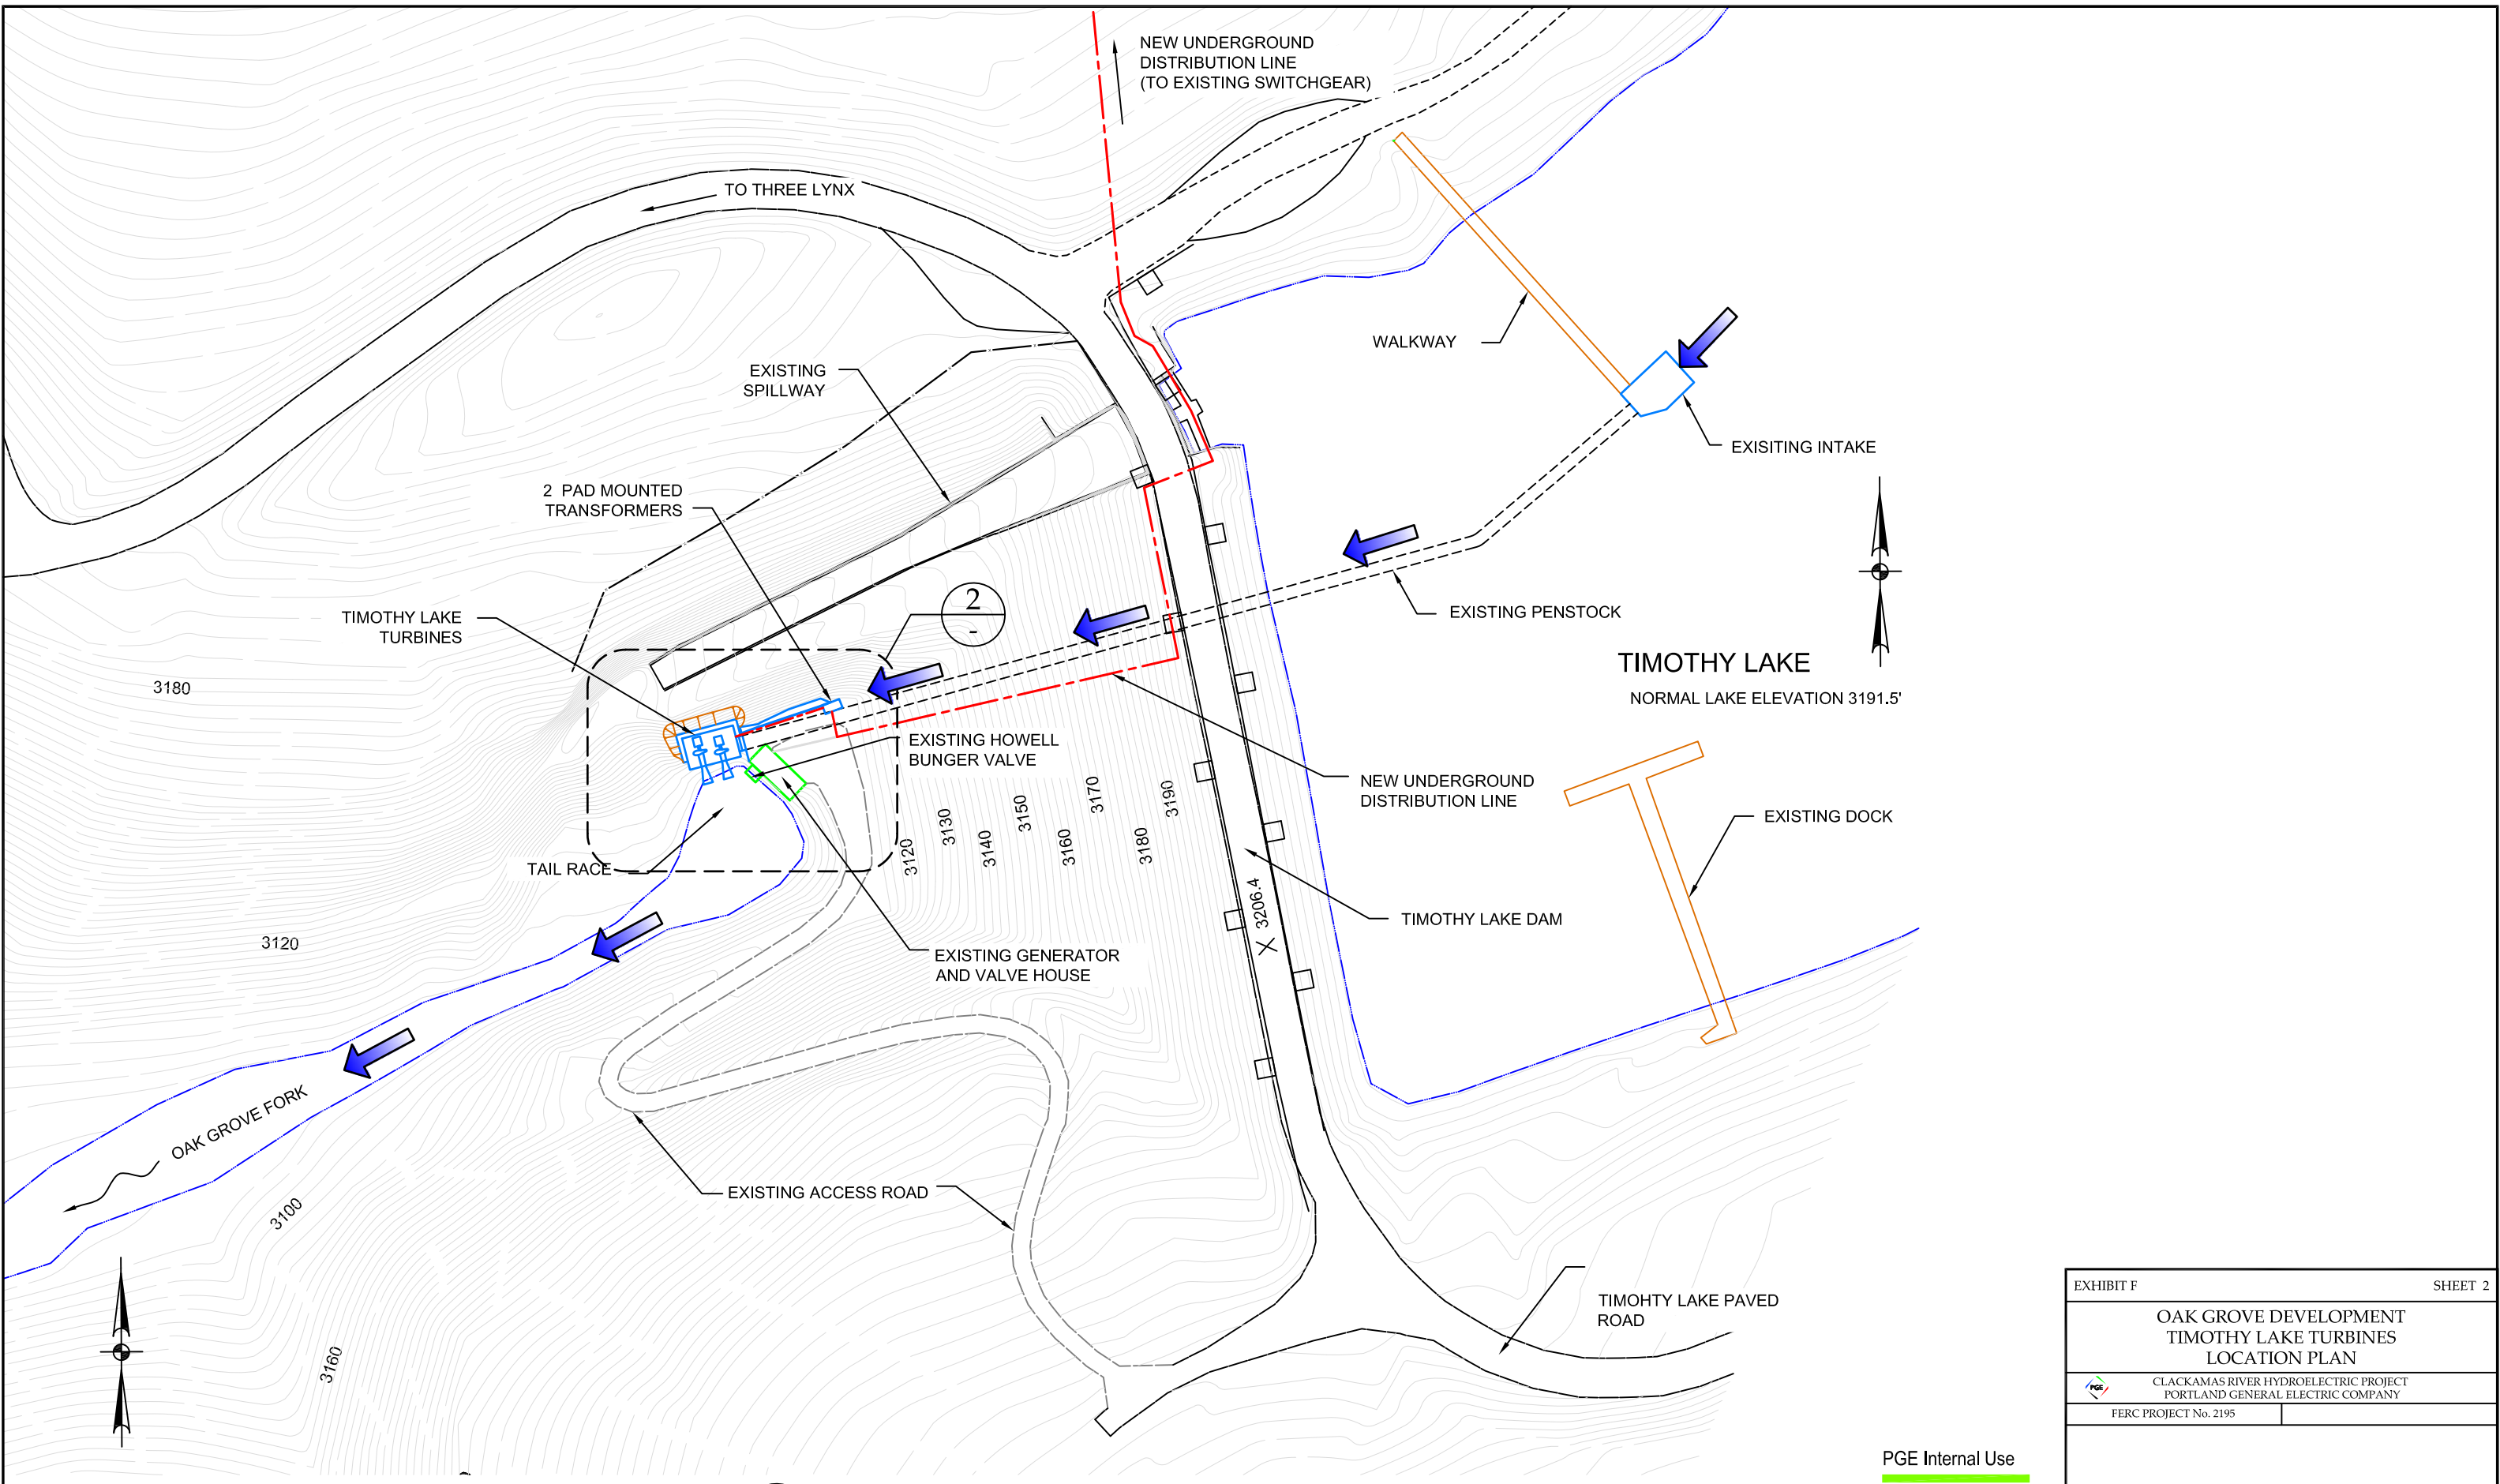 NEW UNDERGROUND
DISTRIBUTION LINE
(TO EXISTING SWITCHGEAR)
TO THREE LYNX
WALKWAY
EXISTING
SPILLWAY
EXISITING INTAKE
2 PAD MOUNTED
TRANSFORMERS
2
-
TIMOTHY LAKE
TURBINES
EXISTING PENSTOCK
TIMOTHY LAKE
NORMAL LAKE ELEVATION 3191.5'
3180
EXISTING HOWELL
BUNGER VALVE
NEW UNDERGROUND
DISTRIBUTION LINE
EXISTING DOCK
3120
3130
3140
3150
3160
3170
3180
3190
TAIL RACE
3206.4
TIMOTHY LAKE DAM
3120
EXISTING GENERATOR
AND VALVE HOUSE
OAK GROVE FORK
EXISTING ACCESS ROAD
3100
3160
TIMOHTY LAKE PAVED
ROAD
EXHIBIT F
SHEET 2
OAK GROVE DEVELOPMENT
TIMOTHY LAKE TURBINES
LOCATION PLAN
PGE
CLACKAMAS RIVER HYDROELECTRIC PROJECT
PORTLAND GENERAL ELECTRIC COMPANY
FERC PROJECT No. 2195
PGE Internal Use